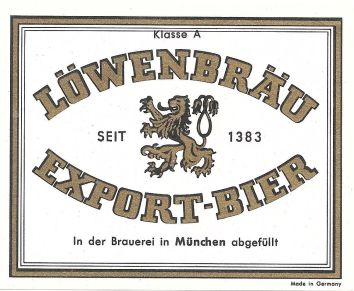 Klasse A
LÖWENBRÄU
SEIT 1383
EXPORT-BIER
In der Brauerei in München abgefüllt
Made in Germany